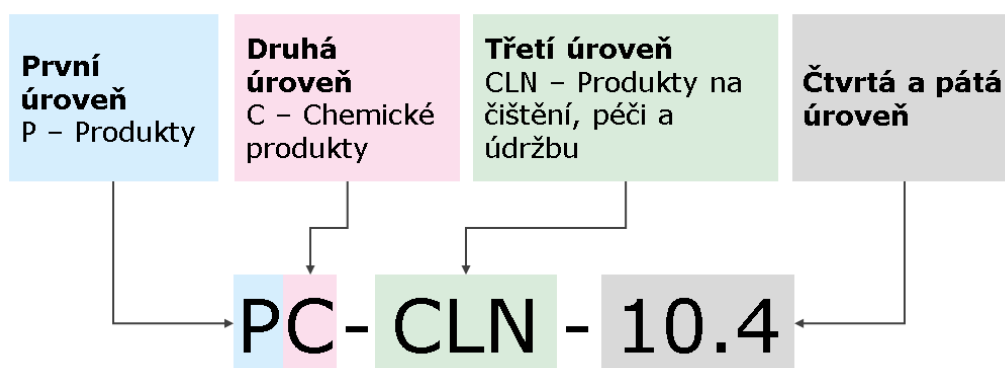 První
úroveň
P – Produkty
Druhá
úroveň
C – Chemické
produkty
Třetí úroveň
CLN – Produkty na
čištění, péči a
údržbu
Čtvrtá a pátá
úroveň
PC-CLN-10.4